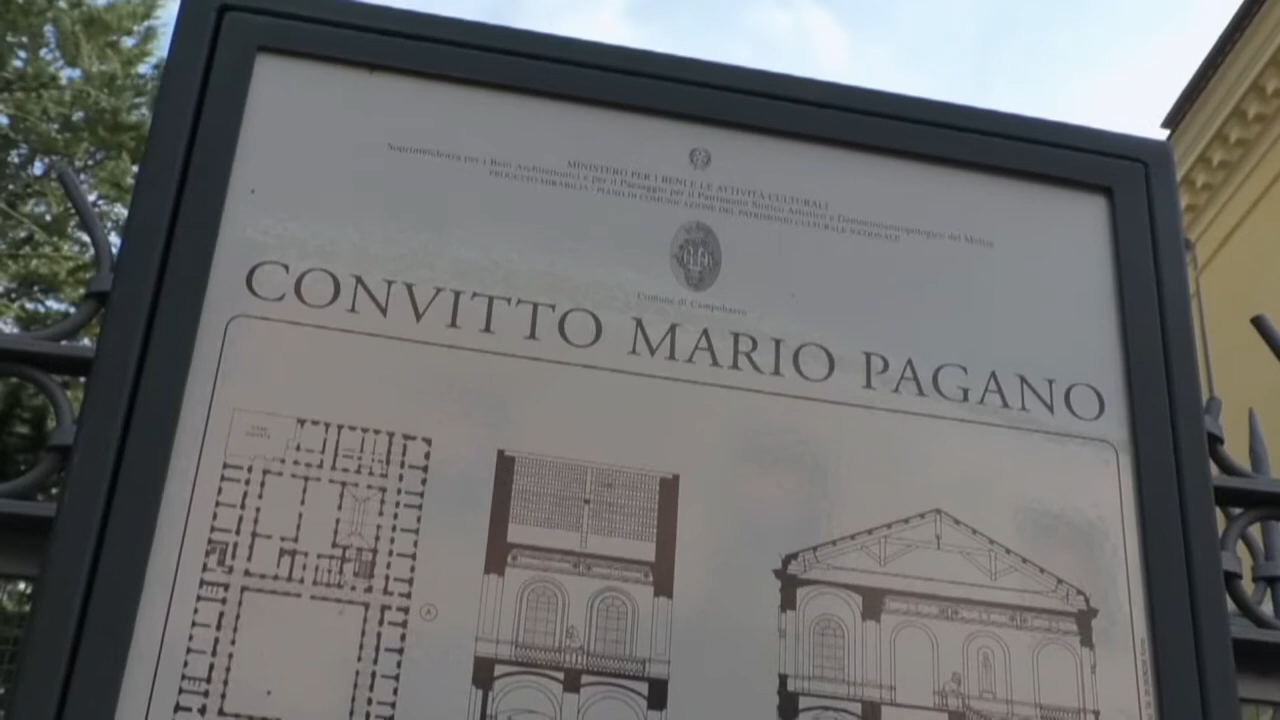 MINISTERO PER I BENI E LE ATTIVITÀ CULTURALI
Soprintendenza per i Beni Architettonici e per il Paesaggio per il Patrimonio Storico Artistico e Demoetnoantropologico del Molise
PROGETTO MIRABILIA / PIANO DI COMUNICAZIONE DEL PATRIMONIO CULTURALE NAZIONALE
Comune di Campobasso
CONVITTO MARIO PAGANO
A